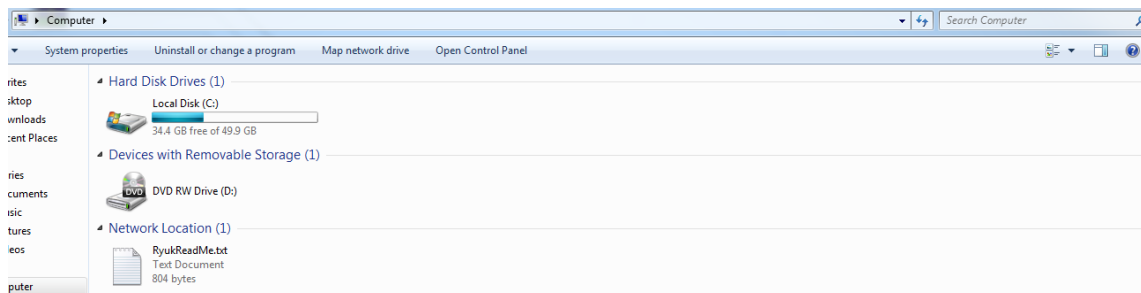 Computer
Search Computer
System properties Uninstall or change a program Map network drive Open Control Panel
rites
sktop
wnloads
cent Places
ries
cuments
usic
tures
leos
puter
Hard Disk Drives (1)
Local Disk (C:)
34.4 GB free of 49.9 GB
Devices with Removable Storage (1)
DVD
DVD RW Drive (D:)
Network Location (1)
RyukReadMe.txt
Text Document
804 bytes